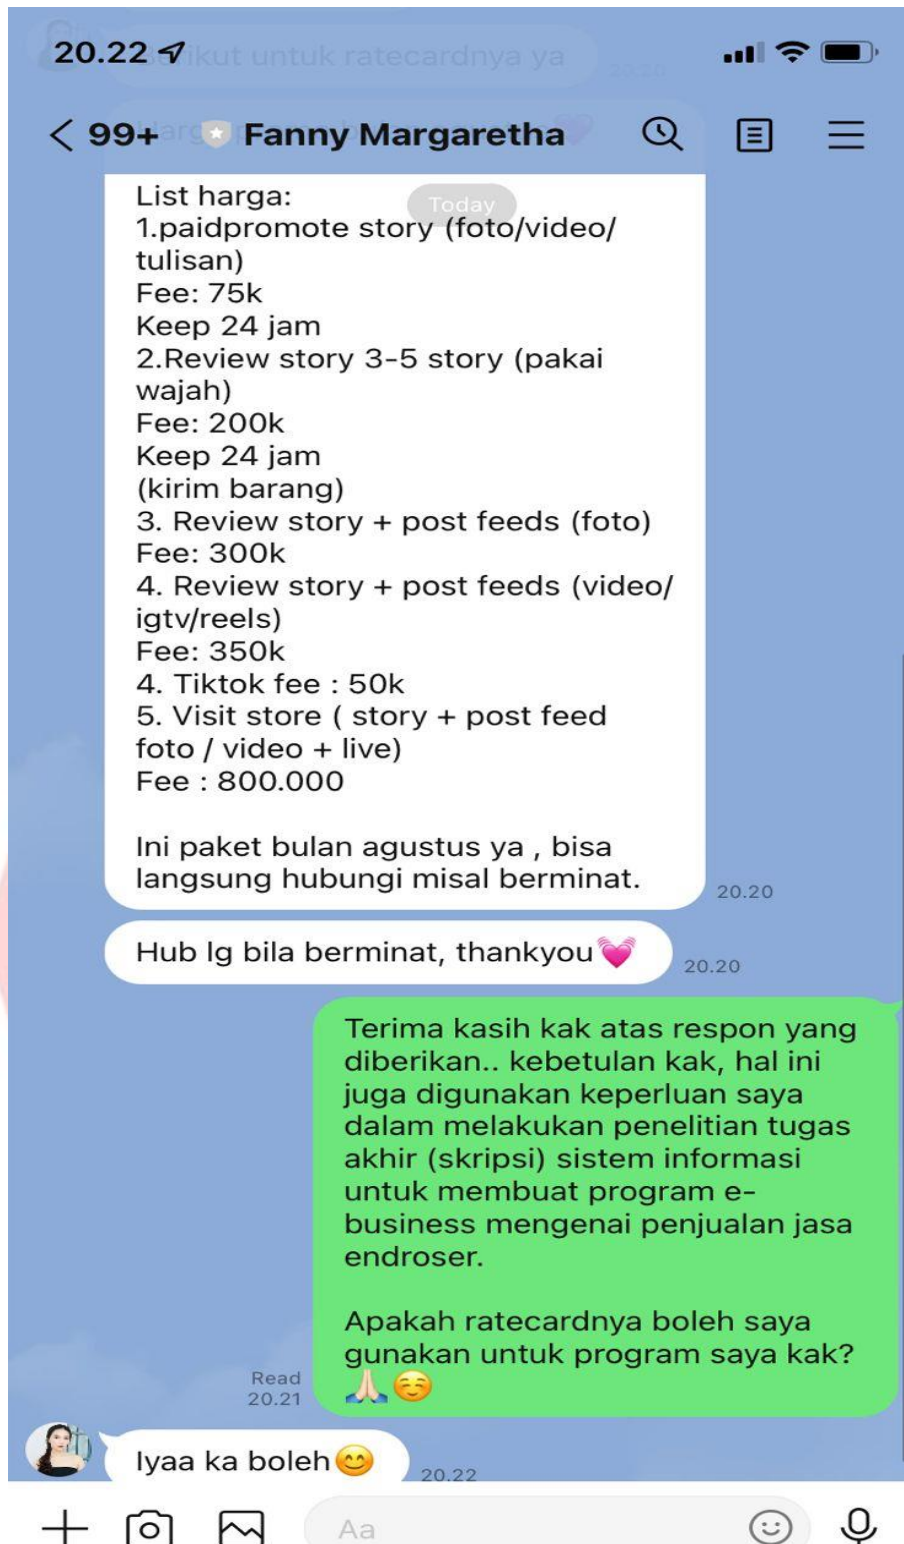 20.22
Berikut untuk ratecardnya ya
20.20
99+ Fanny Margaretha
Today
List harga:
1.paidpromote story (foto/video/
tulisan)
Fee: 75k
Keep 24 jam
2.Review story 3-5 story (pakai
wajah)
Fee: 200k
Keep 24 jam
(kirim barang)
3. Review story + post feeds (foto)
Fee: 300k
4. Review story + post feeds (video/
igtv/reels)
Fee: 350k
4. Tiktok fee : 50k
5. Visit store ( story + post feed
foto / video + live)
Fee : 800.000
Ini paket bulan agustus ya , bisa
langsung hubungi misal berminat.
20.20
Hub lg bila berminat, thankyou💓
20.20
Terima kasih kak atas respon yang
diberikan.. kebetulan kak, hal ini
juga digunakan keperluan saya
dalam melakukan penelitian tugas
akhir (skripsi) sistem informasi
untuk membuat program e-
business mengenai penjualan jasa
endroser.
Apakah ratecardnya boleh saya
gunakan untuk program saya kak?
🙏🏻☺️
Read
20.21
Iyaa ka boleh😊
20.22
Aa